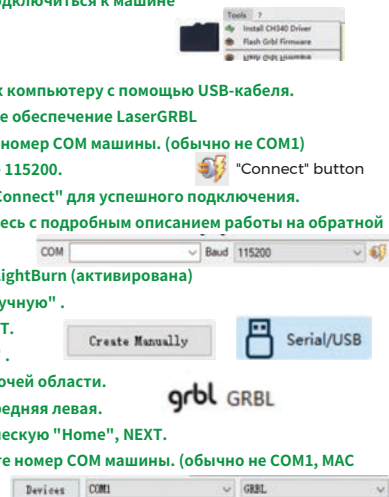 одключиться к машине
Tools ?
Install CH340 Driver
Flash Grbl Firmware
к компьютеру с помощью USB-кабеля.
е обеспечение LaserGRBL
номер COM машины. (обычно не COM1)
115200.
"Connect" button
Connect" для успешного подключения.
есь с подробным описанием работы на обратной
COM Baud 115200
ightBurn (активирована)
учную" .
T.
Create Manually
Serial/USB
очей области.
редняя левая.
grbl GRBL
ческую "Home", NEXT.
е номер COM машины. (обычно не COM1, MAC
Devices COM1 GRBL